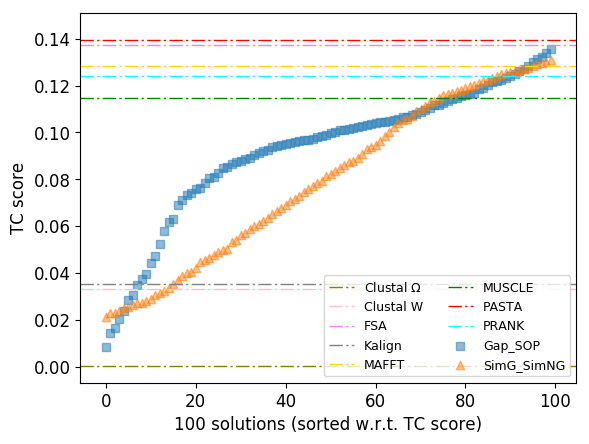 0.14
0.12
0.10
0.08
0.06
0.04
0.02
0.00
TC score
Clustal Ω
Clustal W
FSA
Kalign
MAFFT
MUSCLE
PASTA
PRANK
Gap_SOP
SimG_SimNG
0 20 40 60 80 100
100 solutions (sorted w.r.t. TC score)